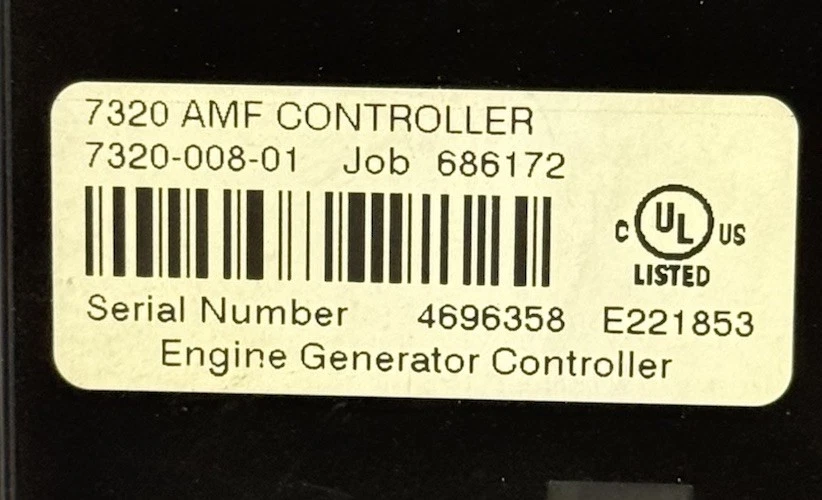 7320 AMF CONTROLLER
7320-008-01 Job 686172
C UL US
LISTED
Serial Number 4696358 E221853
Engine Generator Controller